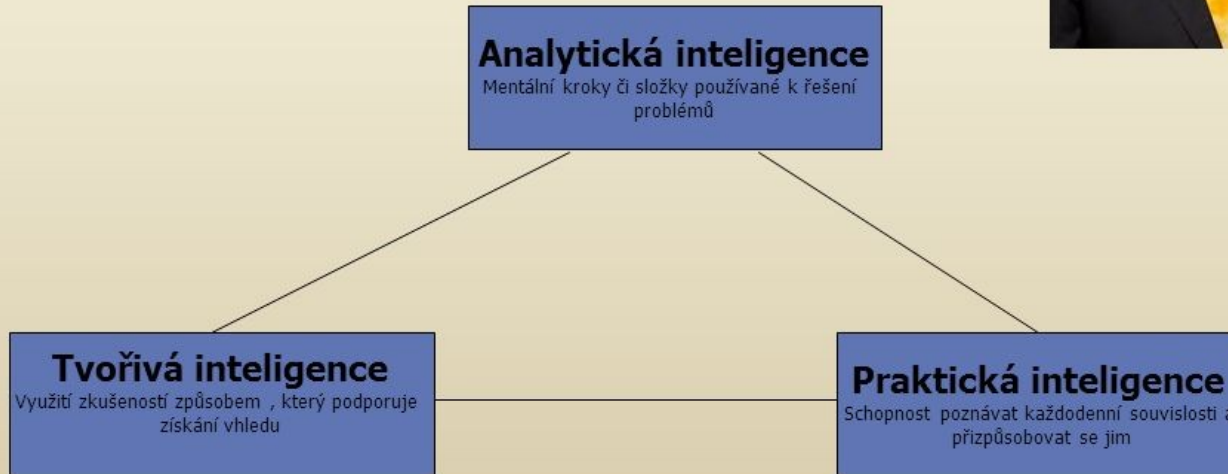 Analytická inteligence
Mentální kroky či složky používané k řešení
problémů
Tvořivá inteligence
Využití zkušeností způsobem , který podporuje
získání vhledu
Praktická inteligence
Schopnost poznávat každodenní souvislosti a
přizpůsobovat se jim